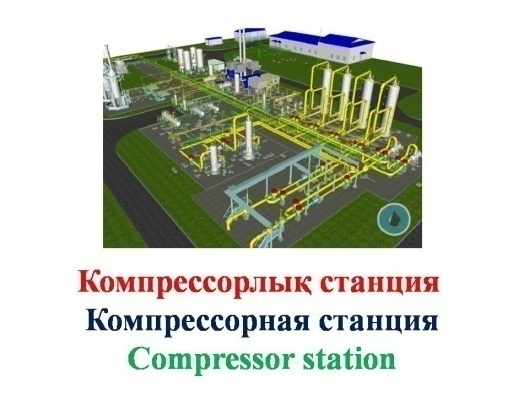 Компрессорлық станция
Компрессорная станция
Compressor station